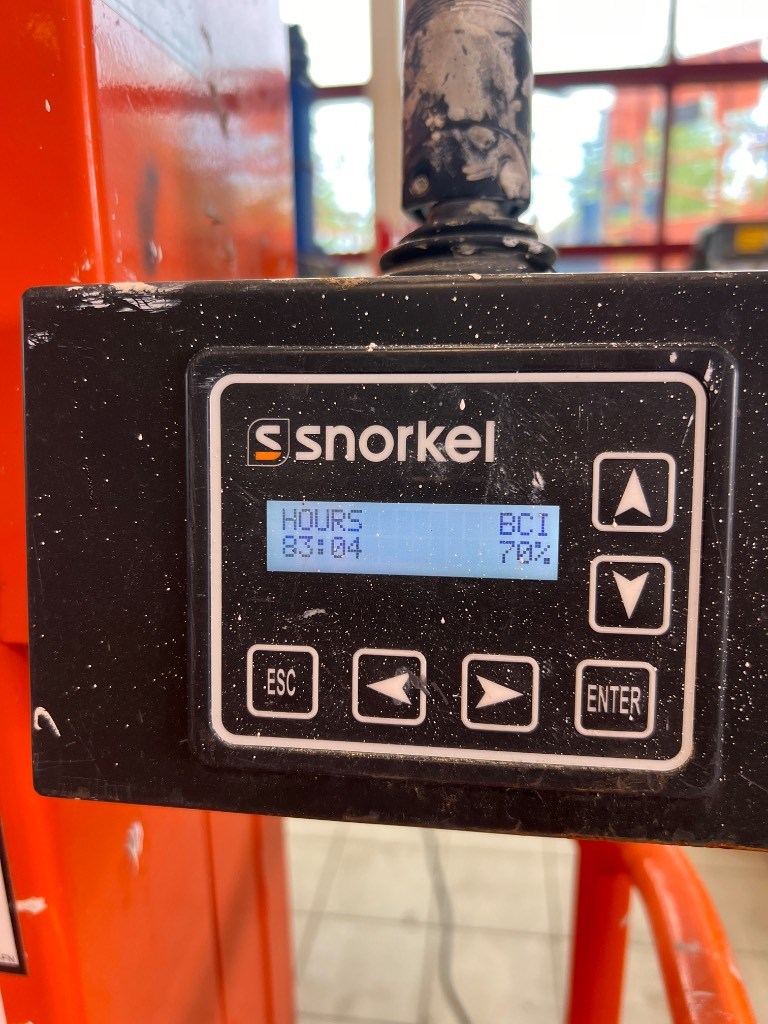 snorkel
HOURS BCI
83:04 70%
ESC
ENTER